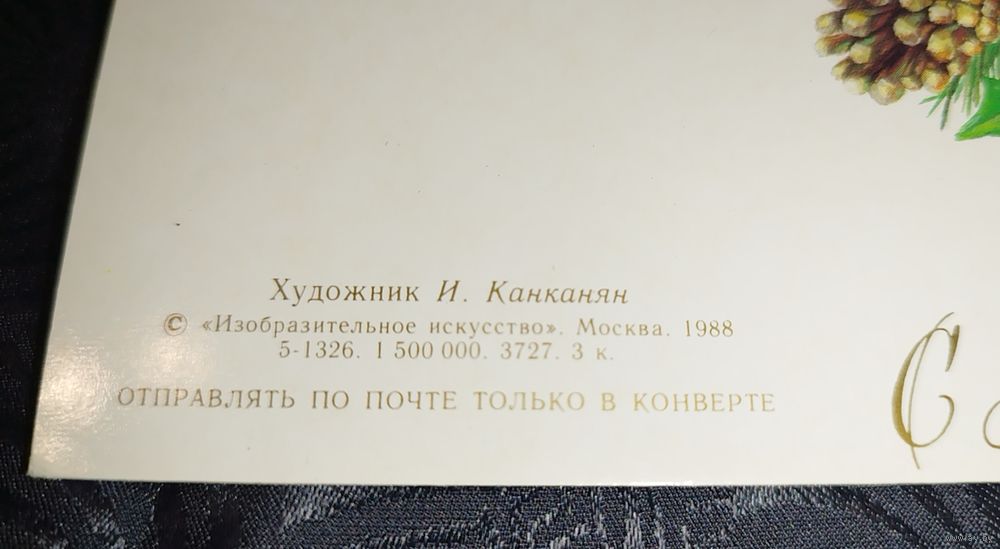 Художник И. Канканян
© «Изобразительное искусство». Москва. 1988
5-1326. 1 500 000. 3727. 3 к.
ОТПРАВЛЯТЬ ПО ПОЧТЕ ТОЛЬКО В КОНВЕРТЕ
С